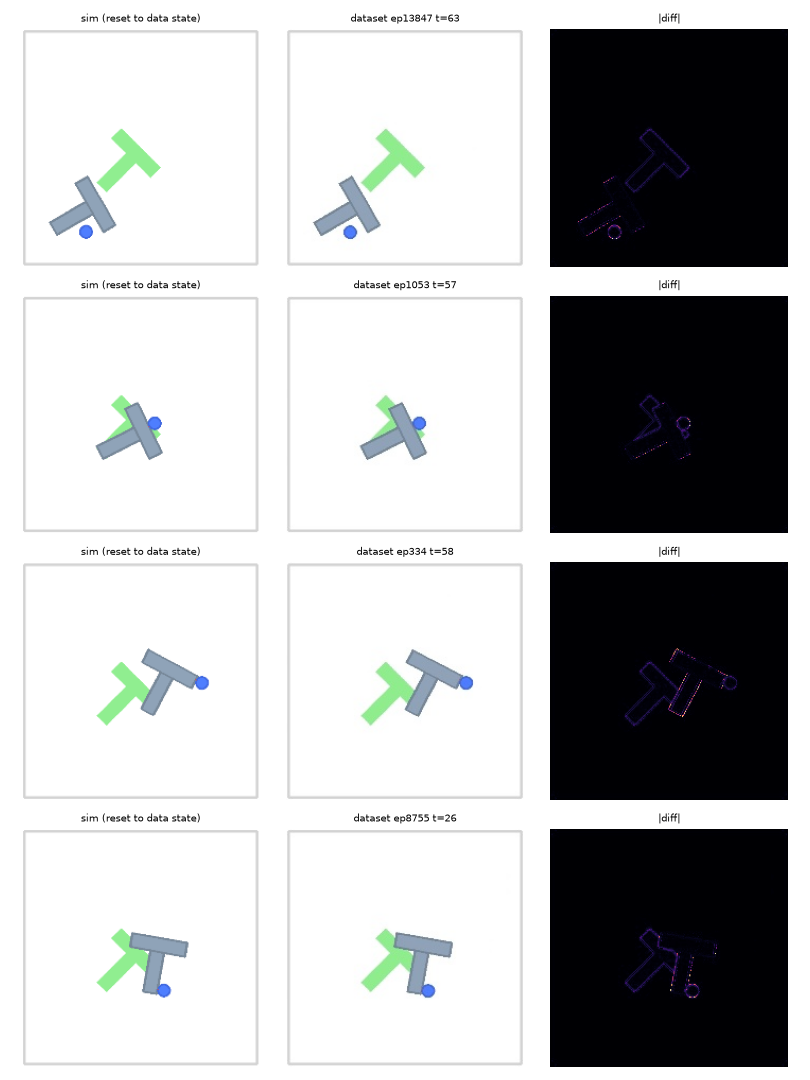 sim (reset to data state) dataset ep13847 t=63 |diff|
sim (reset to data state) dataset ep1053 t=57 |diff|
sim (reset to data state) dataset ep334 t=58 |diff|
sim (reset to data state) dataset ep8755 t=26 |diff|